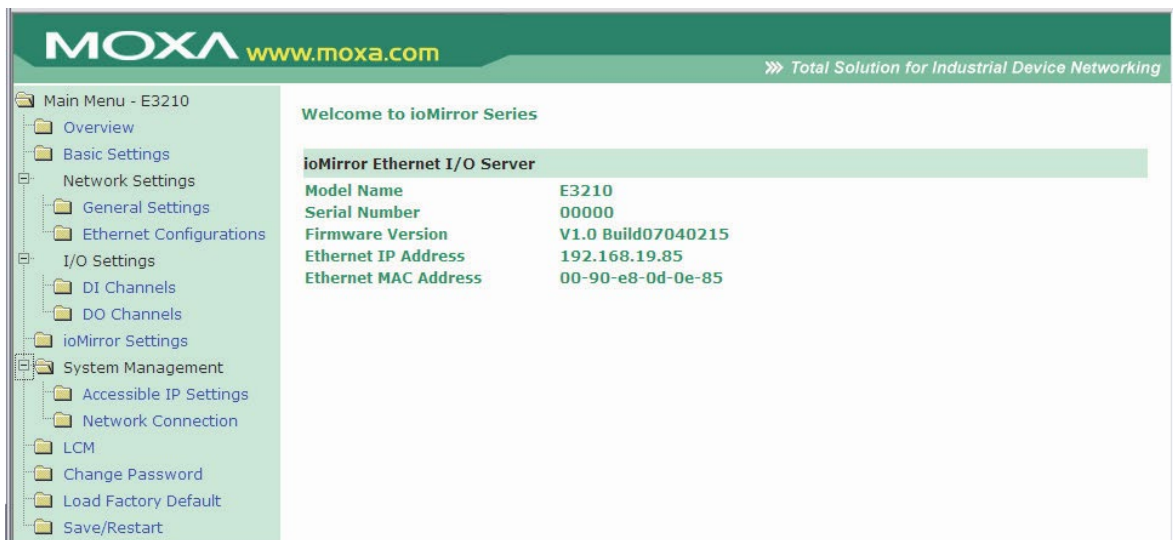 MOXA www.moxa.com
Total Solution for Industrial Device Networking
Main Menu - E3210
Overview
Basic Settings
Network Settings
General Settings
Ethernet Configurations
I/O Settings
DI Channels
DO Channels
ioMirror Settings
System Management
Accessible IP Settings
Network Connection
LCM
Change Password
Load Factory Default
Save/Restart
Welcome to ioMirror Series
ioMirror Ethernet I/O Server
Model Name E3210
Serial Number 00000
Firmware Version V1.0 Build07040215
Ethernet IP Address 192.168.19.85
Ethernet MAC Address 00-90-e8-0d-0e-85